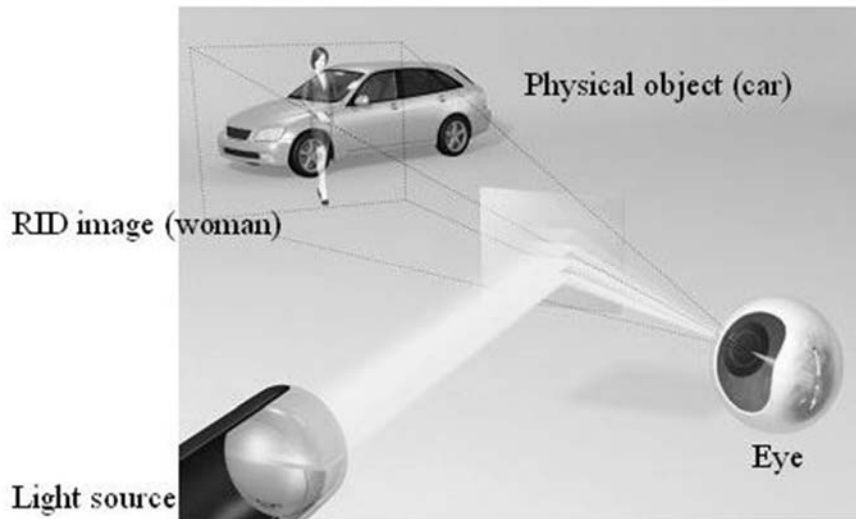 Physical object (car)
RID image (woman)
Eye
Light source